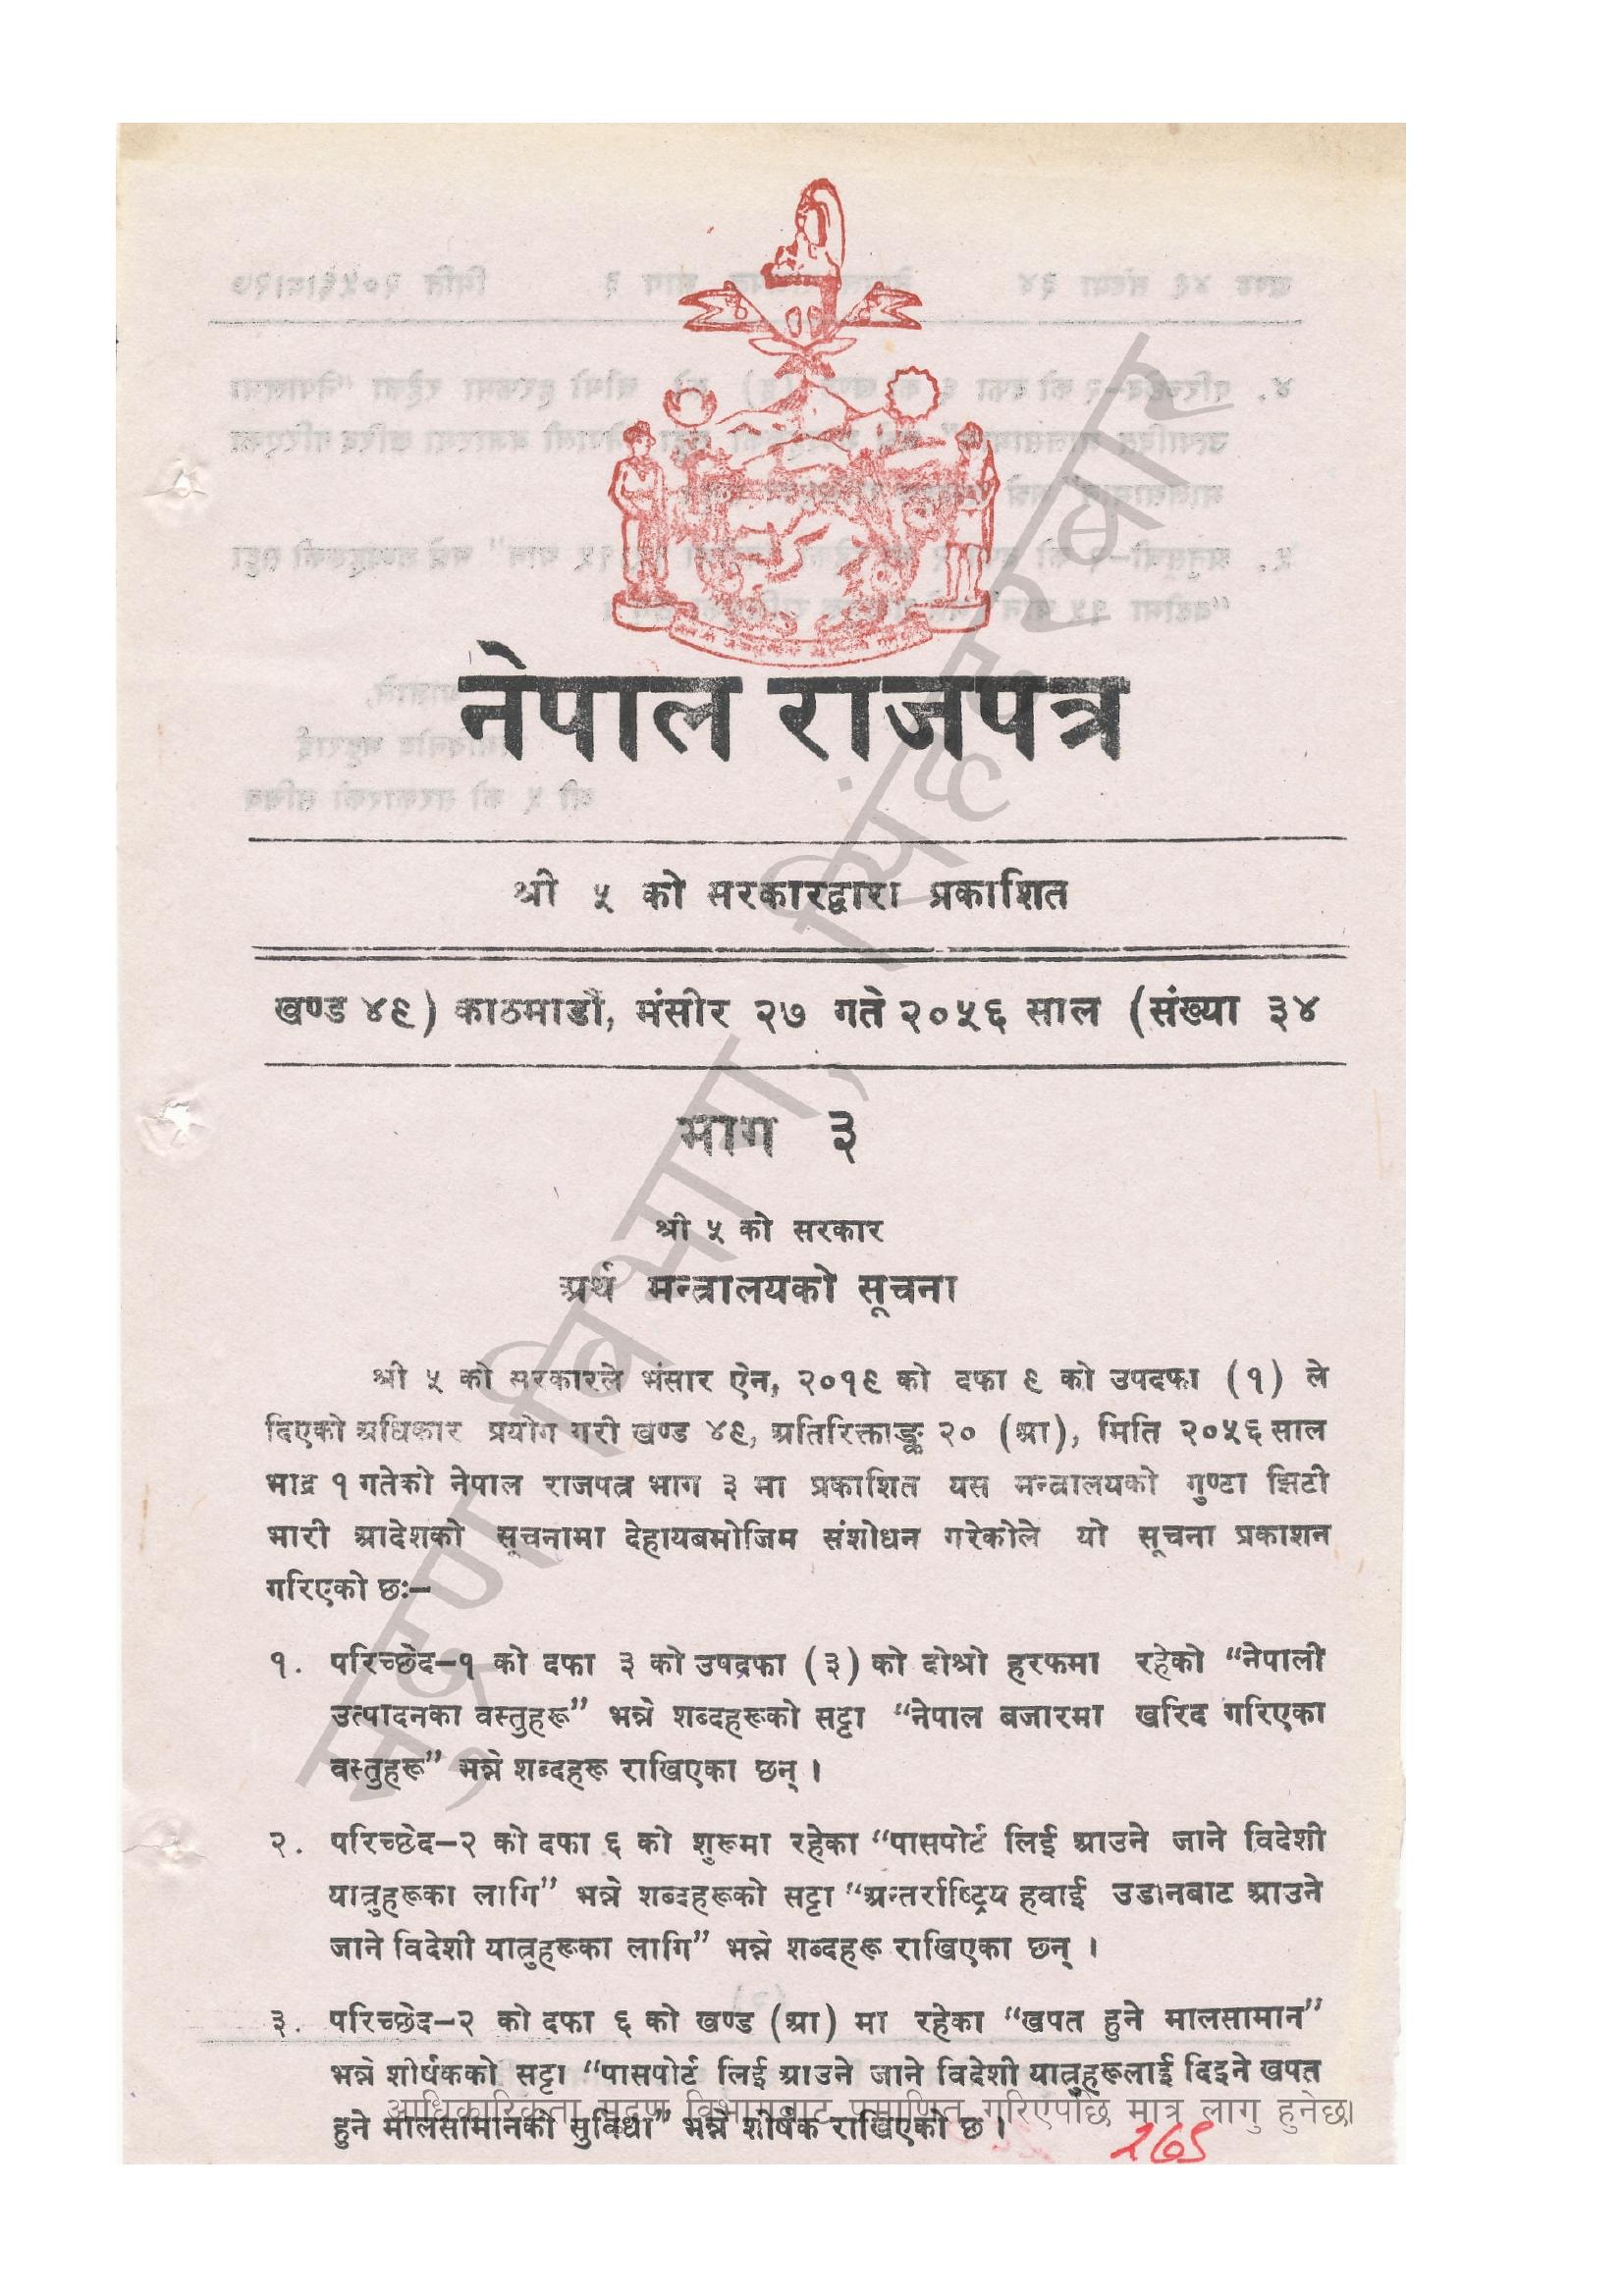 नेपाल राजपत्र
श्री ५ को सरकारद्वारा प्रकाशित
खण्ड ४९) काठमाडौं, मंसीर २७ गते २०५६ साल (संख्या ३४
भाग ३
श्री ५ को सरकार
अर्थ मन्त्रालयको सूचना
श्री ५ को सरकारले भंसार ऐन, २०१९ को दफा ९ को उपदफा (१) ले
दिएको अधिकार प्रयोग गरी खण्ड ४९, अतिरिक्ताङ्क २० (आ), मिति २०५६ साल
भाद्र १ गतेको नेपाल राजपत्र भाग ३ मा प्रकाशित यस मन्त्रालयको गुण्टा झिटी
भारी आदेशको सूचनामा देहायबमोजिम संशोधन गरेकोले यो सूचना प्रकाशन
गरिएको छः–
१. परिच्छेद–१ को दफा ३ को उपदफा (३) को दोश्रो हरफमा रहेको “नेपाली
उत्पादनका वस्तुहरू” भन्ने शब्दहरूको सट्टा “नेपाल बजारमा खरिद गरिएका
वस्तुहरू” भन्ने शब्दहरू राखिएका छन् ।
२. परिच्छेद–२ को दफा ६ को शुरूमा रहेका “पासपोर्ट लिई आउने जाने विदेशी
यात्रुहरूका लागि” भन्ने शब्दहरूको सट्टा “अन्तर्राष्ट्रिय हवाई उडानबाट आउने
जाने विदेशी यात्रुहरूका लागि” भन्ने शब्दहरू राखिएका छन् ।
३. परिच्छेद–२ को दफा ६ को खण्ड (आ) मा रहेका “खपत हुने मालसामान”
भन्ने शीर्षकको सट्टा “पासपोर्ट लिई आउने जाने विदेशी यात्रुहरूलाई दिइने खपत
हुने मालसामानको सुविधा” भन्ने शीर्षक राखिएको छ ।
आधिकारिकता मुद्रण विभागबाट प्रमाणित गरिएपछि मात्र लागु हुनेछ।
265
मुद्रण विभाग, सिंहदरबार